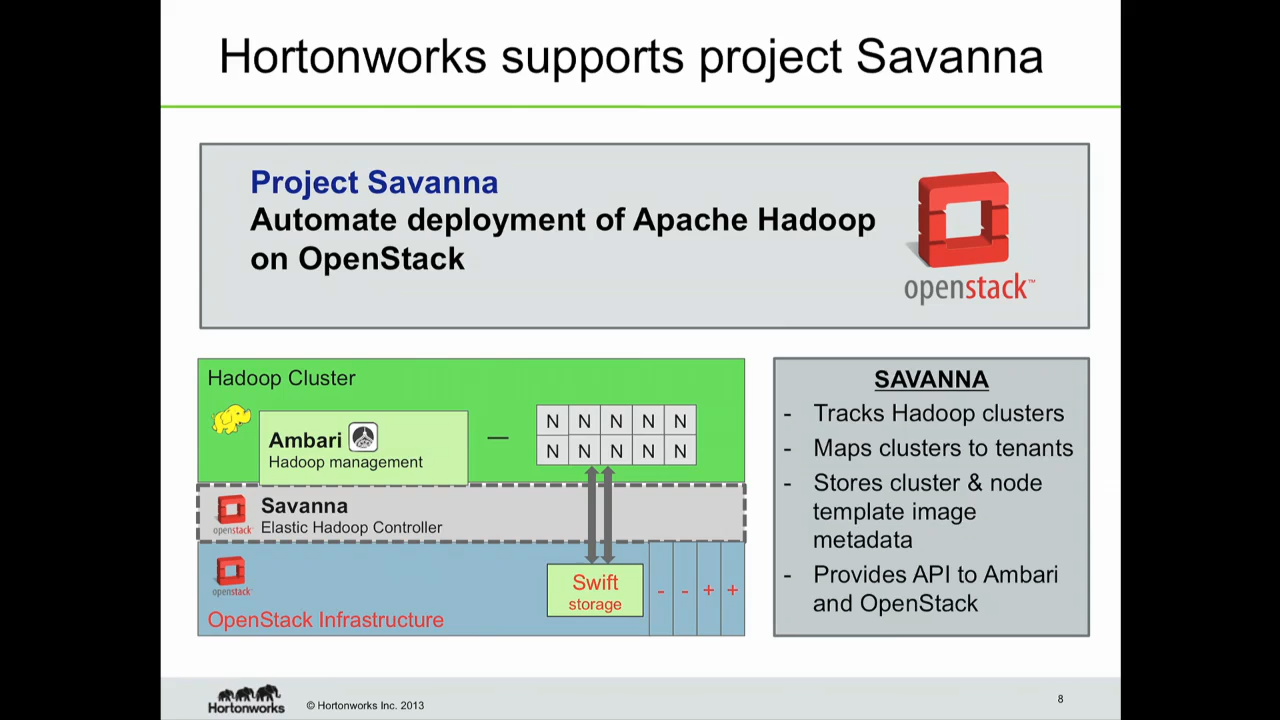 Hortonworks supports project Savanna
Project Savanna
Automate deployment of Apache Hadoop
on OpenStack
openstack™
Hadoop Cluster
Ambari
Hadoop management
N N N N N
N N N N N
Savanna
Elastic Hadoop Controller
openstack
openstack
OpenStack Infrastructure
Swift
storage
- - + +
SAVANNA
- Tracks Hadoop clusters
- Maps clusters to tenants
- Stores cluster & node
template image
metadata
- Provides API to Ambari
and OpenStack
Hortonworks
© Hortonworks Inc. 2013
8